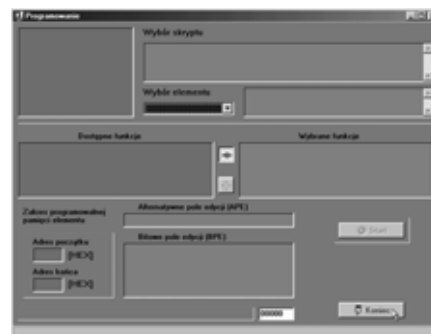 Programowanie
Wybór skryptu
Wybór elementu
Dostępne funkcje
Wybrane funkcje
Zakres programowalnej
pamięci elementu
Adres początku
[HEX]
Adres końca
[HEX]
Alternatywne pole edycji (APE)
Bitowe pole edycji (BPE)
Start
00000
Koniec